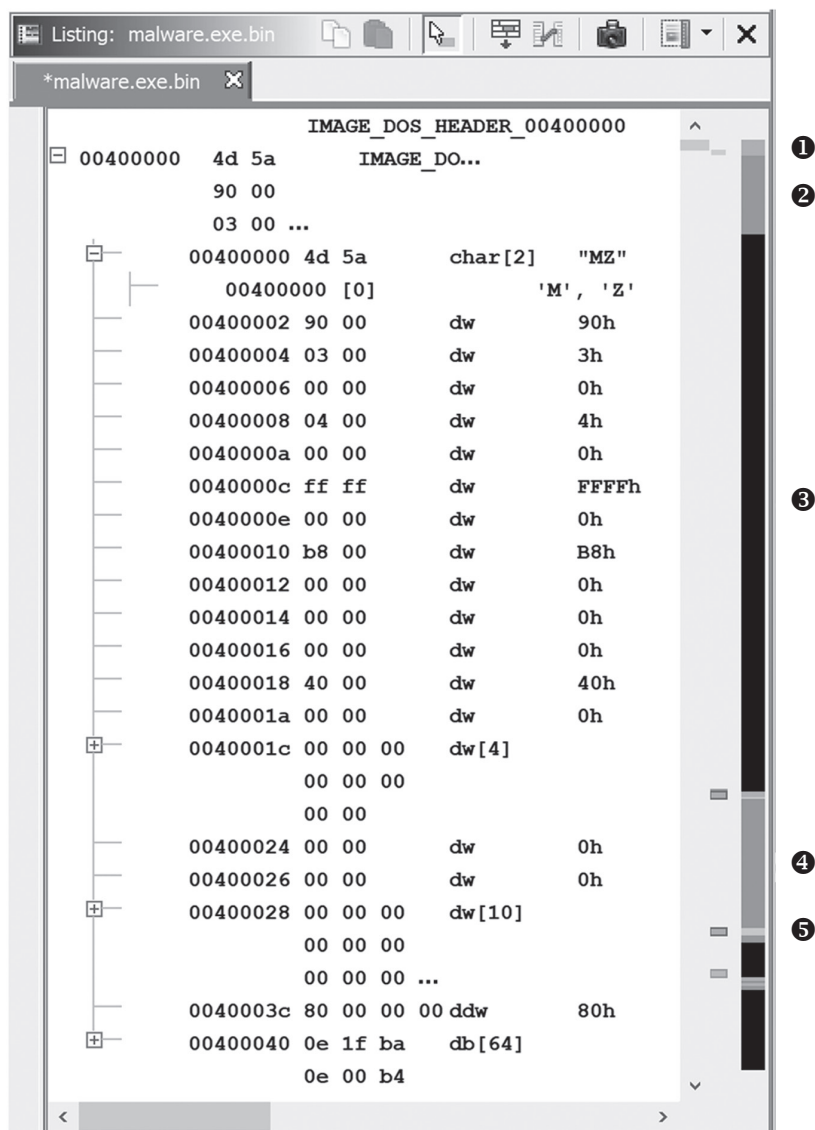 Listing: malware.exe.bin
*malware.exe.bin
IMAGE_DOS_HEADER_00400000
00400000 4d 5a IMAGE_DO...
90 00
03 00 ...
00400000 4d 5a char[2] "MZ"
00400000 [0] 'M', 'Z'
00400002 90 00 dw 90h
00400004 03 00 dw 3h
00400006 00 00 dw 0h
00400008 04 00 dw 4h
0040000a 00 00 dw 0h
0040000c ff ff dw FFFFh
0040000e 00 00 dw 0h
00400010 b8 00 dw B8h
00400012 00 00 dw 0h
00400014 00 00 dw 0h
00400016 00 00 dw 0h
00400018 40 00 dw 40h
0040001a 00 00 dw 0h
0040001c 00 00 00 dw[4]
00 00 00
00 00
00400024 00 00 dw 0h
00400026 00 00 dw 0h
00400028 00 00 00 dw[10]
00 00 00
00 00 00 ...
0040003c 80 00 00 00 ddw 80h
00400040 0e 1f ba db[64]
0e 00 b4
❶
❷
❸
❹
❺